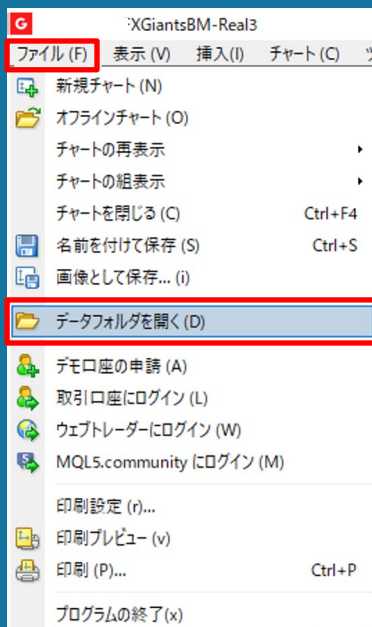 G
XGiantsBM-Real3
ファイル (F) 表示 (V) 挿入(I) チャート (C)
新規チャート (N)
オフラインチャート (O)
チャートの再表示
チャートの組表示
チャートを閉じる (C) Ctrl+F4
名前を付けて保存 (S) Ctrl+S
画像として保存... (i)
データフォルダを開く(D)
デモ口座の申請 (A)
取引口座にログイン (L)
ウェブトレーダーにログイン (W)
MQL5.community にログイン (M)
印刷設定 (r)...
印刷プレビュー (v)
印刷 (P)... Ctrl+P
プログラムの終了(x)